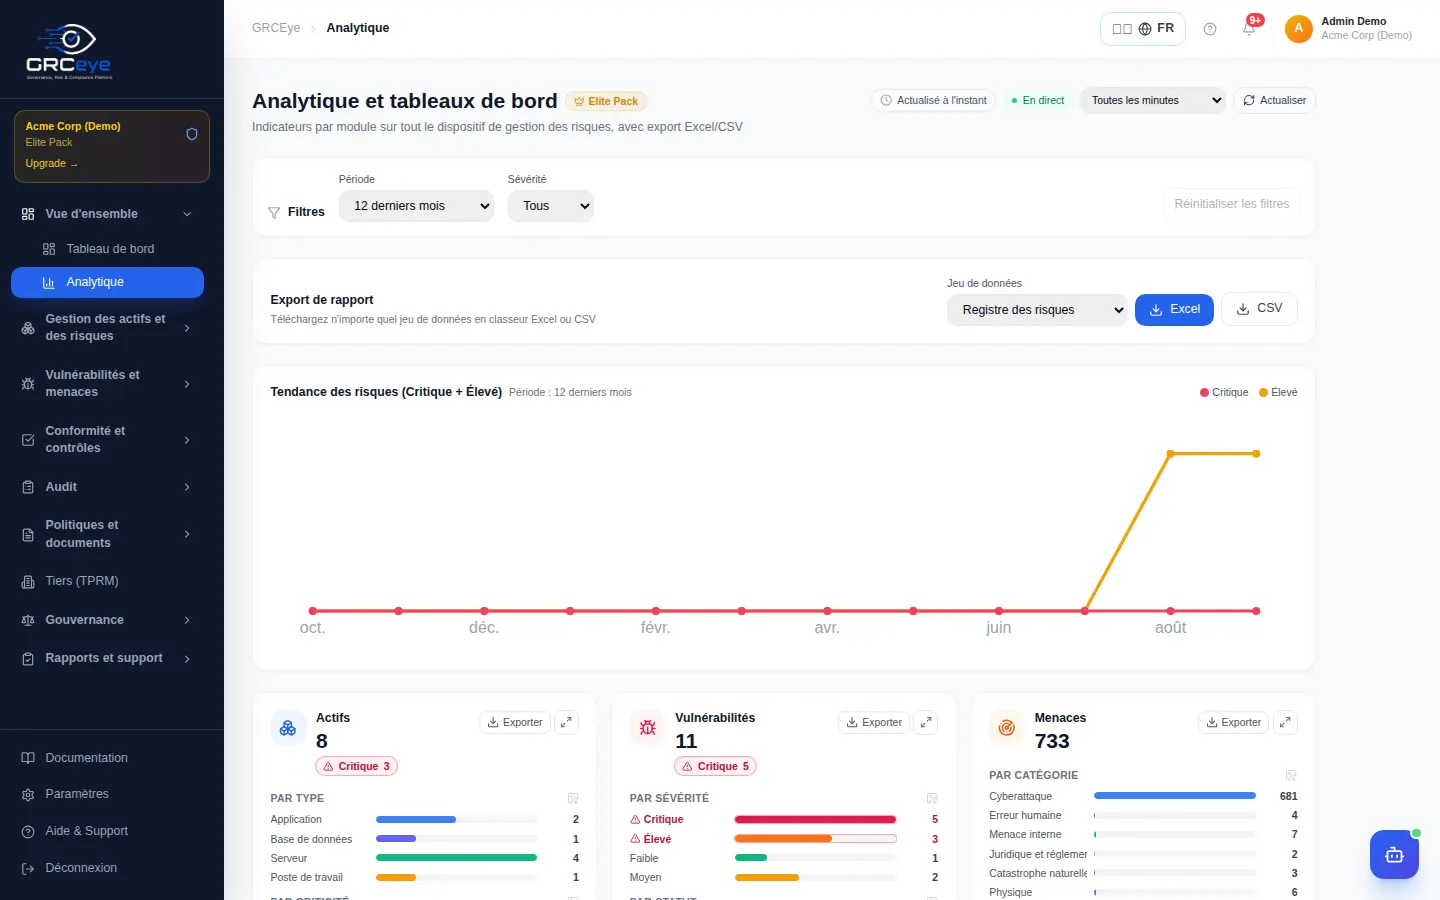 GRCeye
Governance, Risk & Compliance Platform
Acme Corp (Demo)
Elite Pack
Upgrade →
Vue d'ensemble
Tableau de bord
Analytique
Gestion des actifs et
des risques
Vulnérabilités et
menaces
Conformité et
contrôles
Audit
Politiques et
documents
Tiers (TPRM)
Gouvernance
Rapports et support
Documentation
Paramètres
Aide & Support
Déconnexion
GRCEye
Analytique
FR
9+
A
Admin Demo
Acme Corp (Demo)
Analytique et tableaux de bord
Elite Pack
Actualisé à l'instant
En direct
Toutes les minutes
Actualiser
Indicateurs par module sur tout le dispositif de gestion des risques, avec export Excel/CSV
Filtres
Période
12 derniers mois
Sévérité
Tous
Réinitialiser les filtres
Export de rapport
Téléchargez n'importe quel jeu de données en classeur Excel ou CSV
Jeu de données
Registre des risques
Excel
CSV
Tendance des risques (Critique + Élevé) Période : 12 derniers mois
Critique
Élevé
oct. déc. févr. avr. juin août
Actifs
8
Critique 3
Exporter
PAR TYPE
Application 2
Base de données 1
Serveur 4
Poste de travail 1
PAR CRITICITÉ
Vulnérabilités
11
Critique 5
Exporter
PAR SÉVÉRITÉ
Critique 5
Élevé 3
Faible 1
Moyen 2
PAR STATUT
Menaces
733
Exporter
PAR CATÉGORIE
Cyberattaque 681
Erreur humaine 4
Menace interne 7
Juridique et réglemen 2
Catastrophe naturelle 3
Physique 6